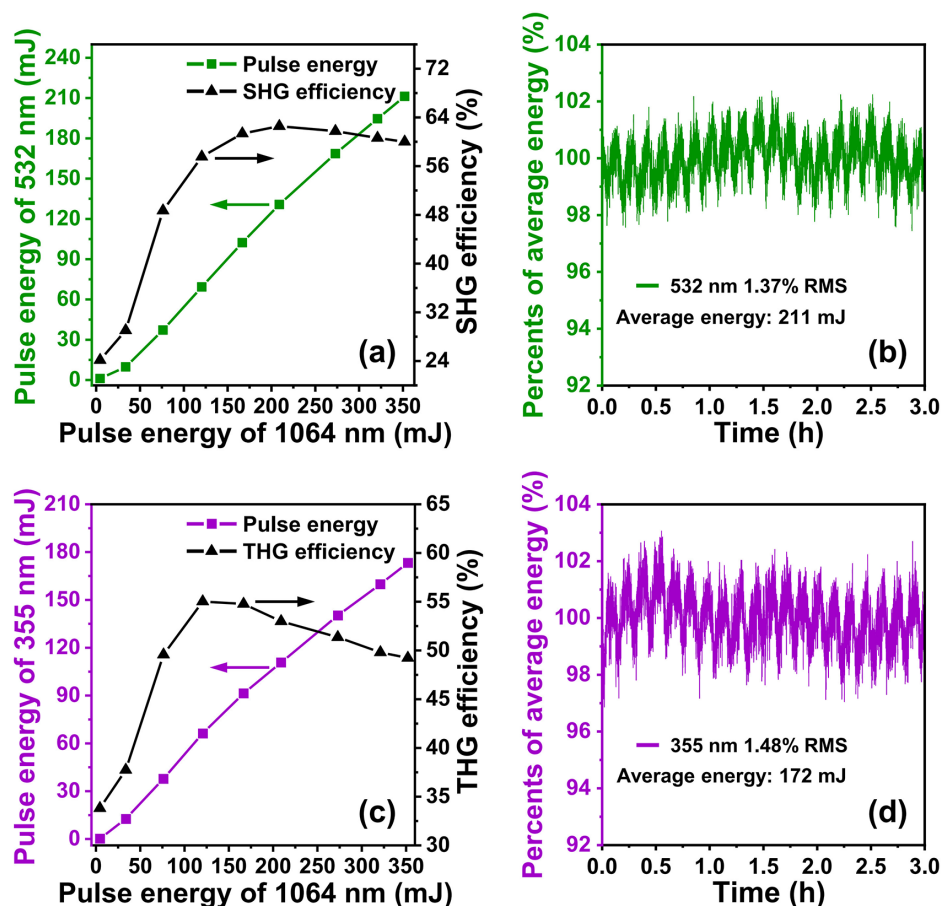 Pulse energy of 532 nm (mJ)
240
210
180
150
120
90
60
30
0
Pulse energy
SHG efficiency
(a)
72
66
60
54
48
42
36
30
24
SHG efficiency (%)
0 50 100 150 200 250 300 350
Pulse energy of 1064 nm (mJ)
Percents of average energy (%)
104
102
100
98
96
94
92
532 nm 1.37% RMS
Average energy: 211 mJ
(b)
0.0 0.5 1.0 1.5 2.0 2.5 3.0
Time (h)
Pulse energy of 355 nm (mJ)
210
180
150
120
90
60
30
0
Pulse energy
THG efficiency
(c)
65
60
55
50
45
40
35
30
THG efficiency (%)
0 50 100 150 200 250 300 350
Pulse energy of 1064 nm (mJ)
Percents of average energy (%)
104
102
100
98
96
94
92
355 nm 1.48% RMS
Average energy: 172 mJ
(d)
0.0 0.5 1.0 1.5 2.0 2.5 3.0
Time (h)